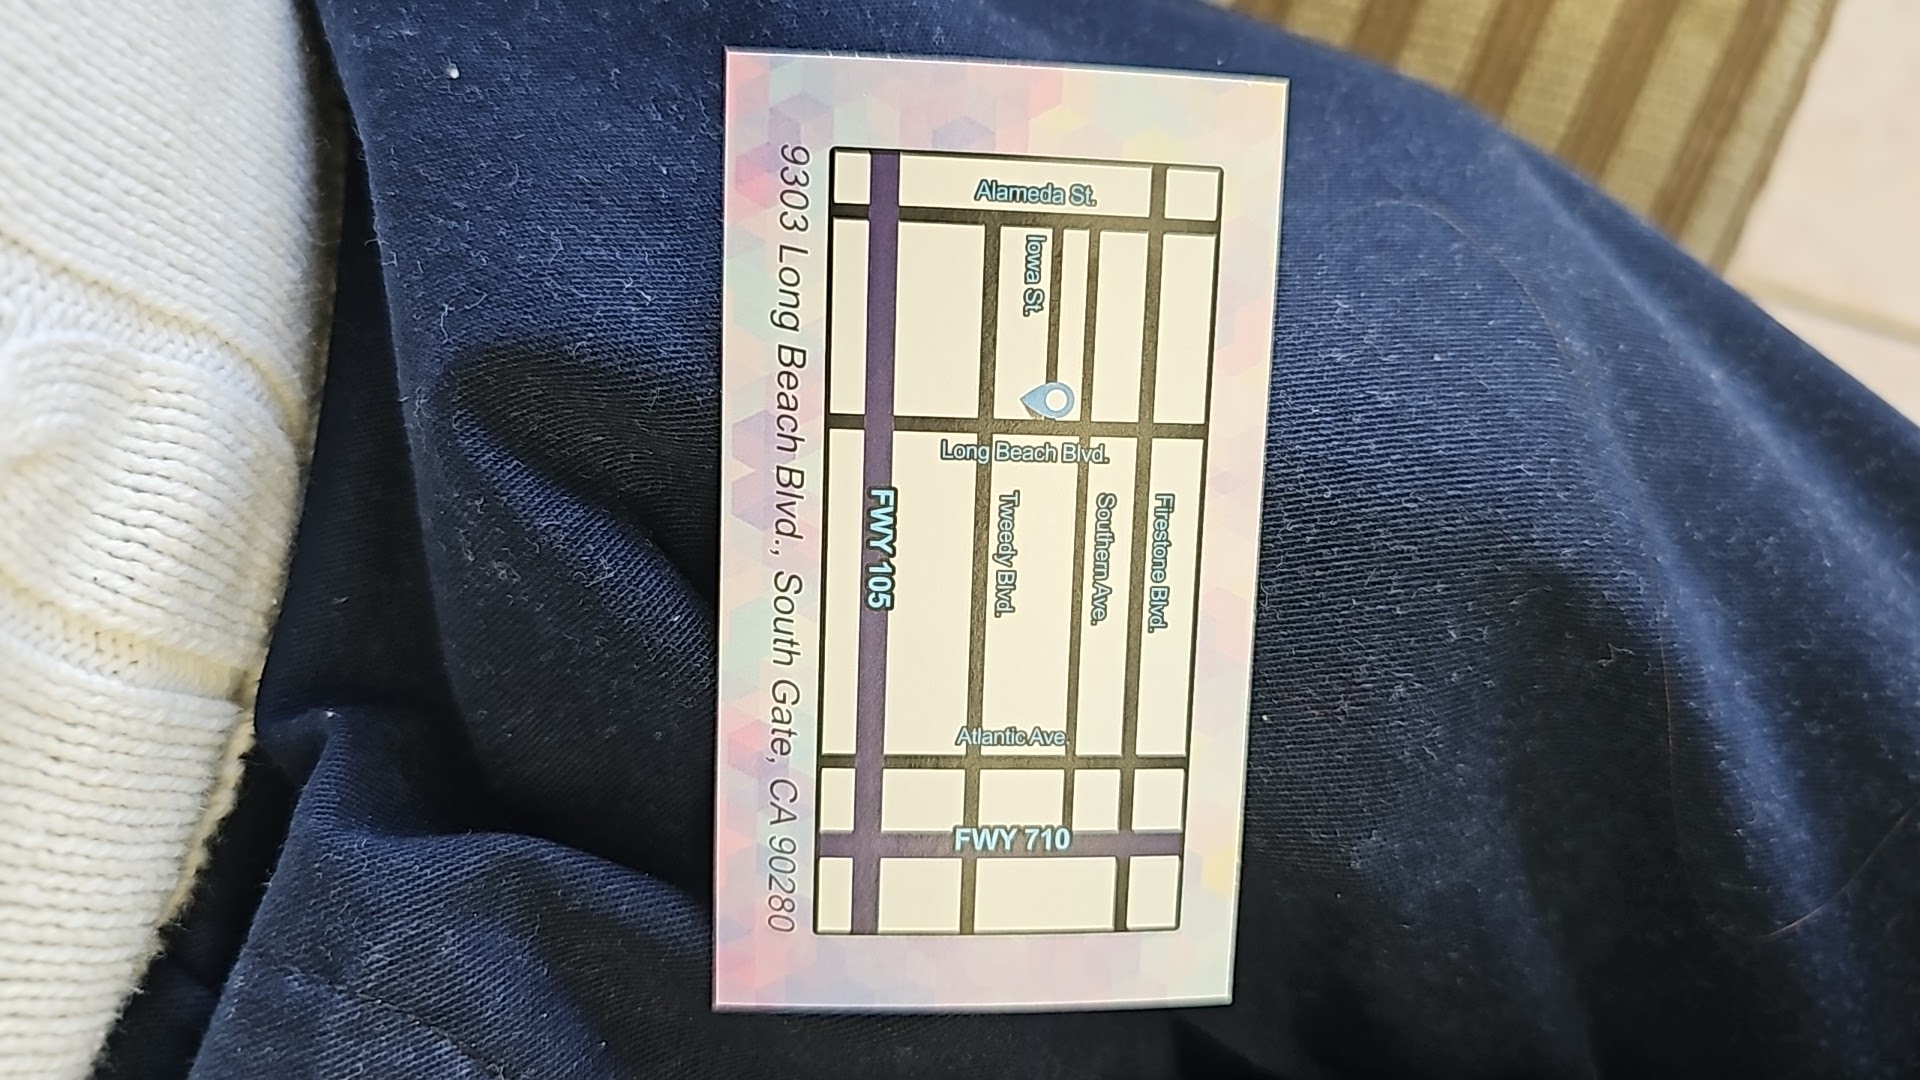 Firestone Blvd.
Southern Ave.
Iowa St.
Tweedy Blvd.
Alameda St.
Long Beach Blvd.
Atlantic Ave.
FWY 710
FWY 105
9303 Long Beach Blvd., South Gate, CA 90280